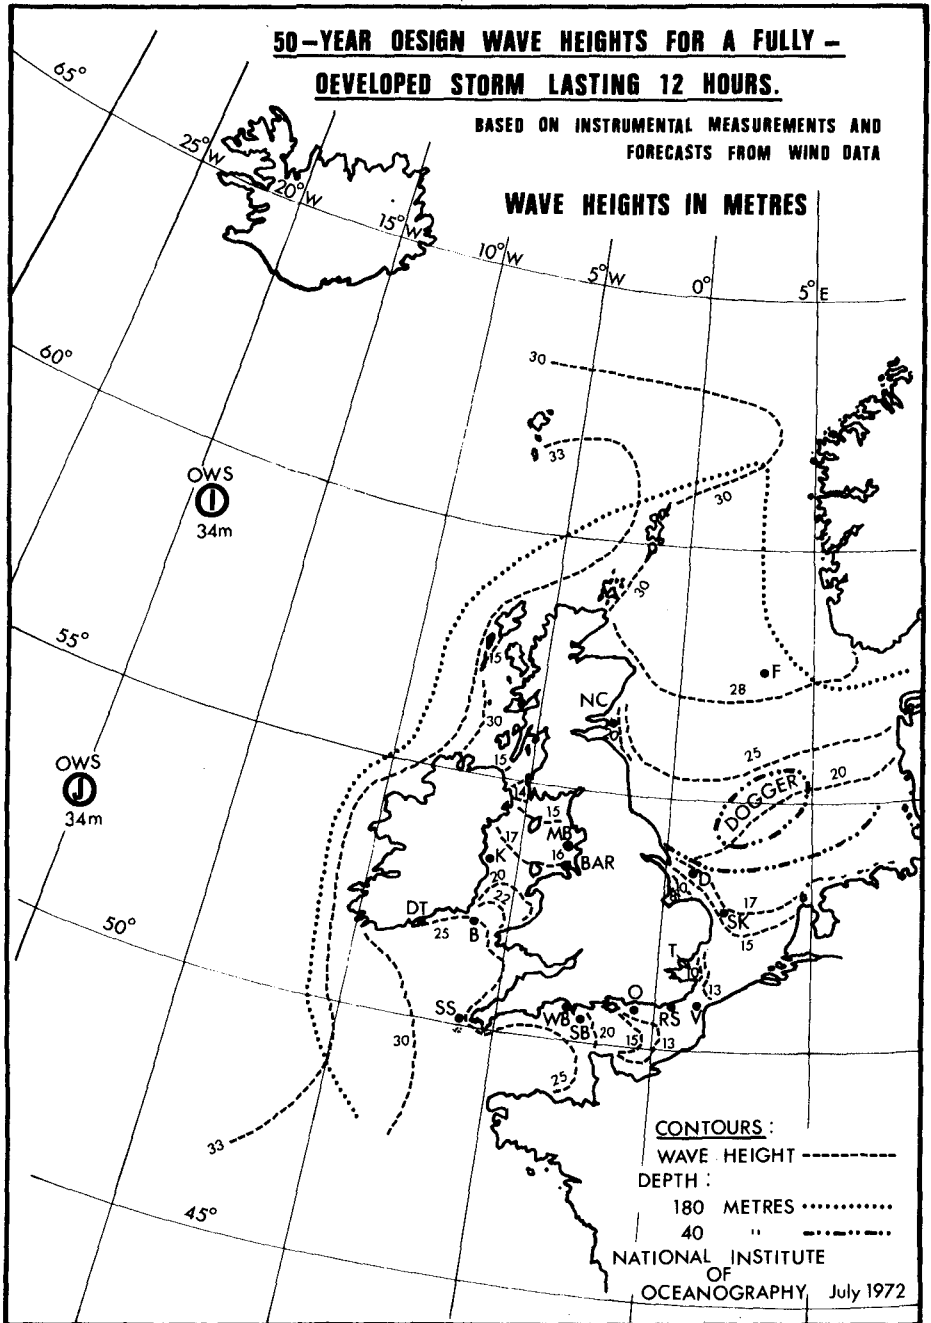 50-YEAR DESIGN WAVE HEIGHTS FOR A FULLY -
DEVELOPED STORM LASTING 12 HOURS.
BASED ON INSTRUMENTAL MEASUREMENTS AND
FORECASTS FROM WIND DATA
WAVE HEIGHTS IN METRES
65°
25°W
20°W
15°W
10°W
5°W
0°
5°E
60°
30
33
OWS
I
34m
30
30
55°
15
F
28
NC
30
25
OWS
J
34m
15
20
14
DOGGER
15
17
MB
K
16
BAR
20
D
10
22
17
DT
SK
50°
25
B
15
T
10
13
O
SS
WB
RS
V
SB
20
30
15
13
25
33
45°
CONTOURS :
WAVE HEIGHT
DEPTH :
180 METRES
40 "
NATIONAL INSTITUTE
OF
OCEANOGRAPHY July 1972